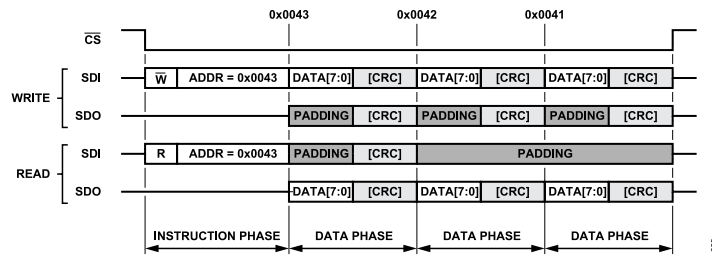 0x0043 0x0042 0x0041
CS
SDI W ADDR = 0x0043 DATA[7:0] [CRC] DATA[7:0] [CRC] DATA[7:0] [CRC]
WRITE
SDO PADDING [CRC] PADDING [CRC] PADDING [CRC]
SDI R ADDR = 0x0043 PADDING [CRC] PADDING
READ
SDO DATA[7:0] [CRC] DATA[7:0] [CRC] DATA[7:0] [CRC]
INSTRUCTION PHASE DATA PHASE DATA PHASE DATA PHASE